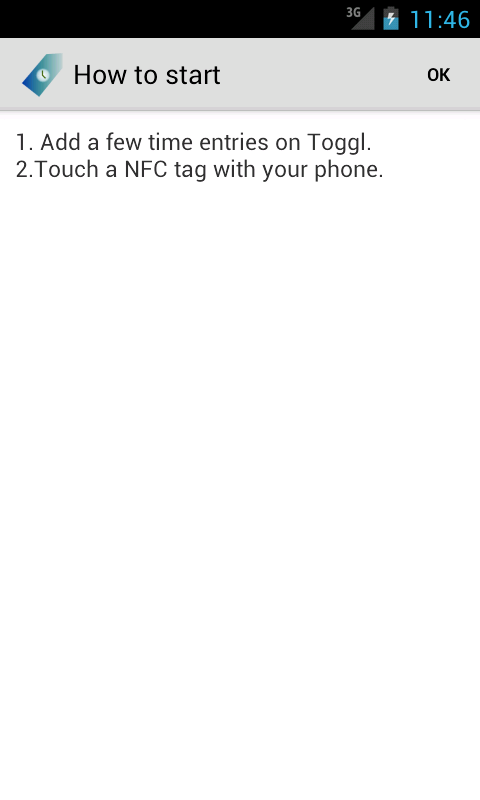 3G 11:46
How to start OK
1. Add a few time entries on Toggl.
2.Touch a NFC tag with your phone.